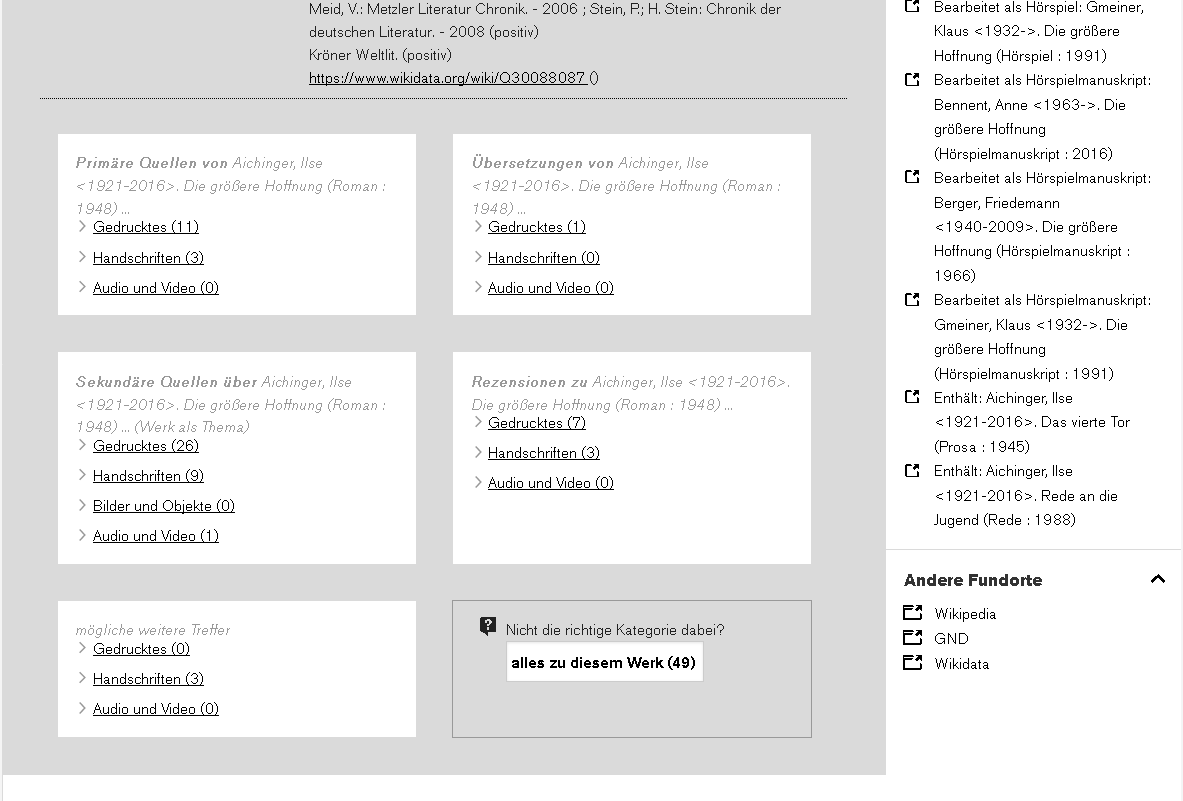 Meid, V.: Metzler Literatur Chronik. - 2006 ; Stein, P.; H. Stein: Chronik der
deutschen Literatur. - 2008 (positiv)
Kröner Weltlit. (positiv)
https://www.wikidata.org/wiki/Q30088087 ()
Primäre Quellen von Aichinger, Ilse
<1921-2016>. Die größere Hoffnung (Roman :
1948) ...
Gedrucktes (11)
Handschriften (3)
Audio und Video (0)
Übersetzungen von Aichinger, Ilse
<1921-2016>. Die größere Hoffnung (Roman :
1948) ...
Gedrucktes (1)
Handschriften (0)
Audio und Video (0)
Sekundäre Quellen über Aichinger, Ilse
<1921-2016>. Die größere Hoffnung (Roman :
1948) ... (Werk als Thema)
Gedrucktes (26)
Handschriften (9)
Bilder und Objekte (0)
Audio und Video (1)
Rezensionen zu Aichinger, Ilse <1921-2016>.
Die größere Hoffnung (Roman : 1948) ...
Gedrucktes (7)
Handschriften (3)
Audio und Video (0)
mögliche weitere Treffer
Gedrucktes (0)
Handschriften (3)
Audio und Video (0)
Nicht die richtige Kategorie dabei?
alles zu diesem Werk (49)
Bearbeitet als Hörspiel: Gmeiner,
Klaus <1932->. Die größere
Hoffnung (Hörspiel : 1991)
Bearbeitet als Hörspielmanuskript:
Bennent, Anne <1963->. Die
größere Hoffnung
(Hörspielmanuskript : 2016)
Bearbeitet als Hörspielmanuskript:
Berger, Friedemann
<1940-2009>. Die größere
Hoffnung (Hörspielmanuskript :
1966)
Bearbeitet als Hörspielmanuskript:
Gmeiner, Klaus <1932->. Die
größere Hoffnung
(Hörspielmanuskript : 1991)
Enthält: Aichinger, Ilse
<1921-2016>. Das vierte Tor
(Prosa : 1945)
Enthält: Aichinger, Ilse
<1921-2016>. Rede an die
Jugend (Rede : 1988)
Andere Fundorte
Wikipedia
GND
Wikidata